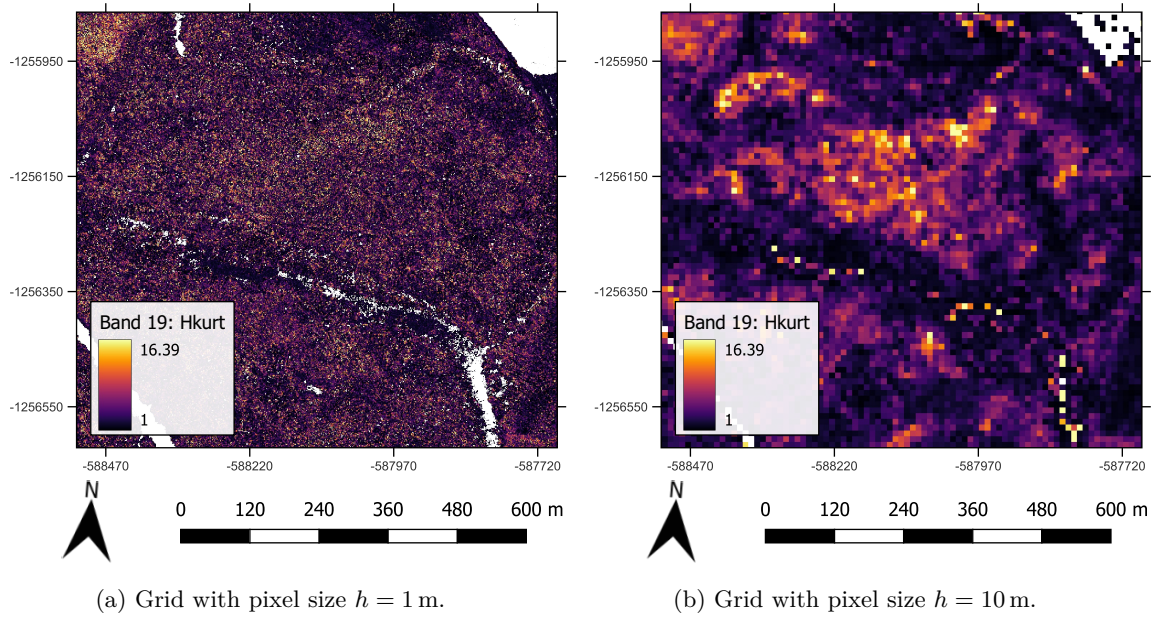 -1255950
-1256150
-1256350
-1256550
Band 19: Hkurt
16.39
1
-588470 -588220 -587970 -587720
N
0 120 240 360 480 600 m
(a) Grid with pixel size h = 1 m.
-1255950
-1256150
-1256350
-1256550
Band 19: Hkurt
16.39
1
-588470 -588220 -587970 -587720
N
0 120 240 360 480 600 m
(b) Grid with pixel size h = 10 m.